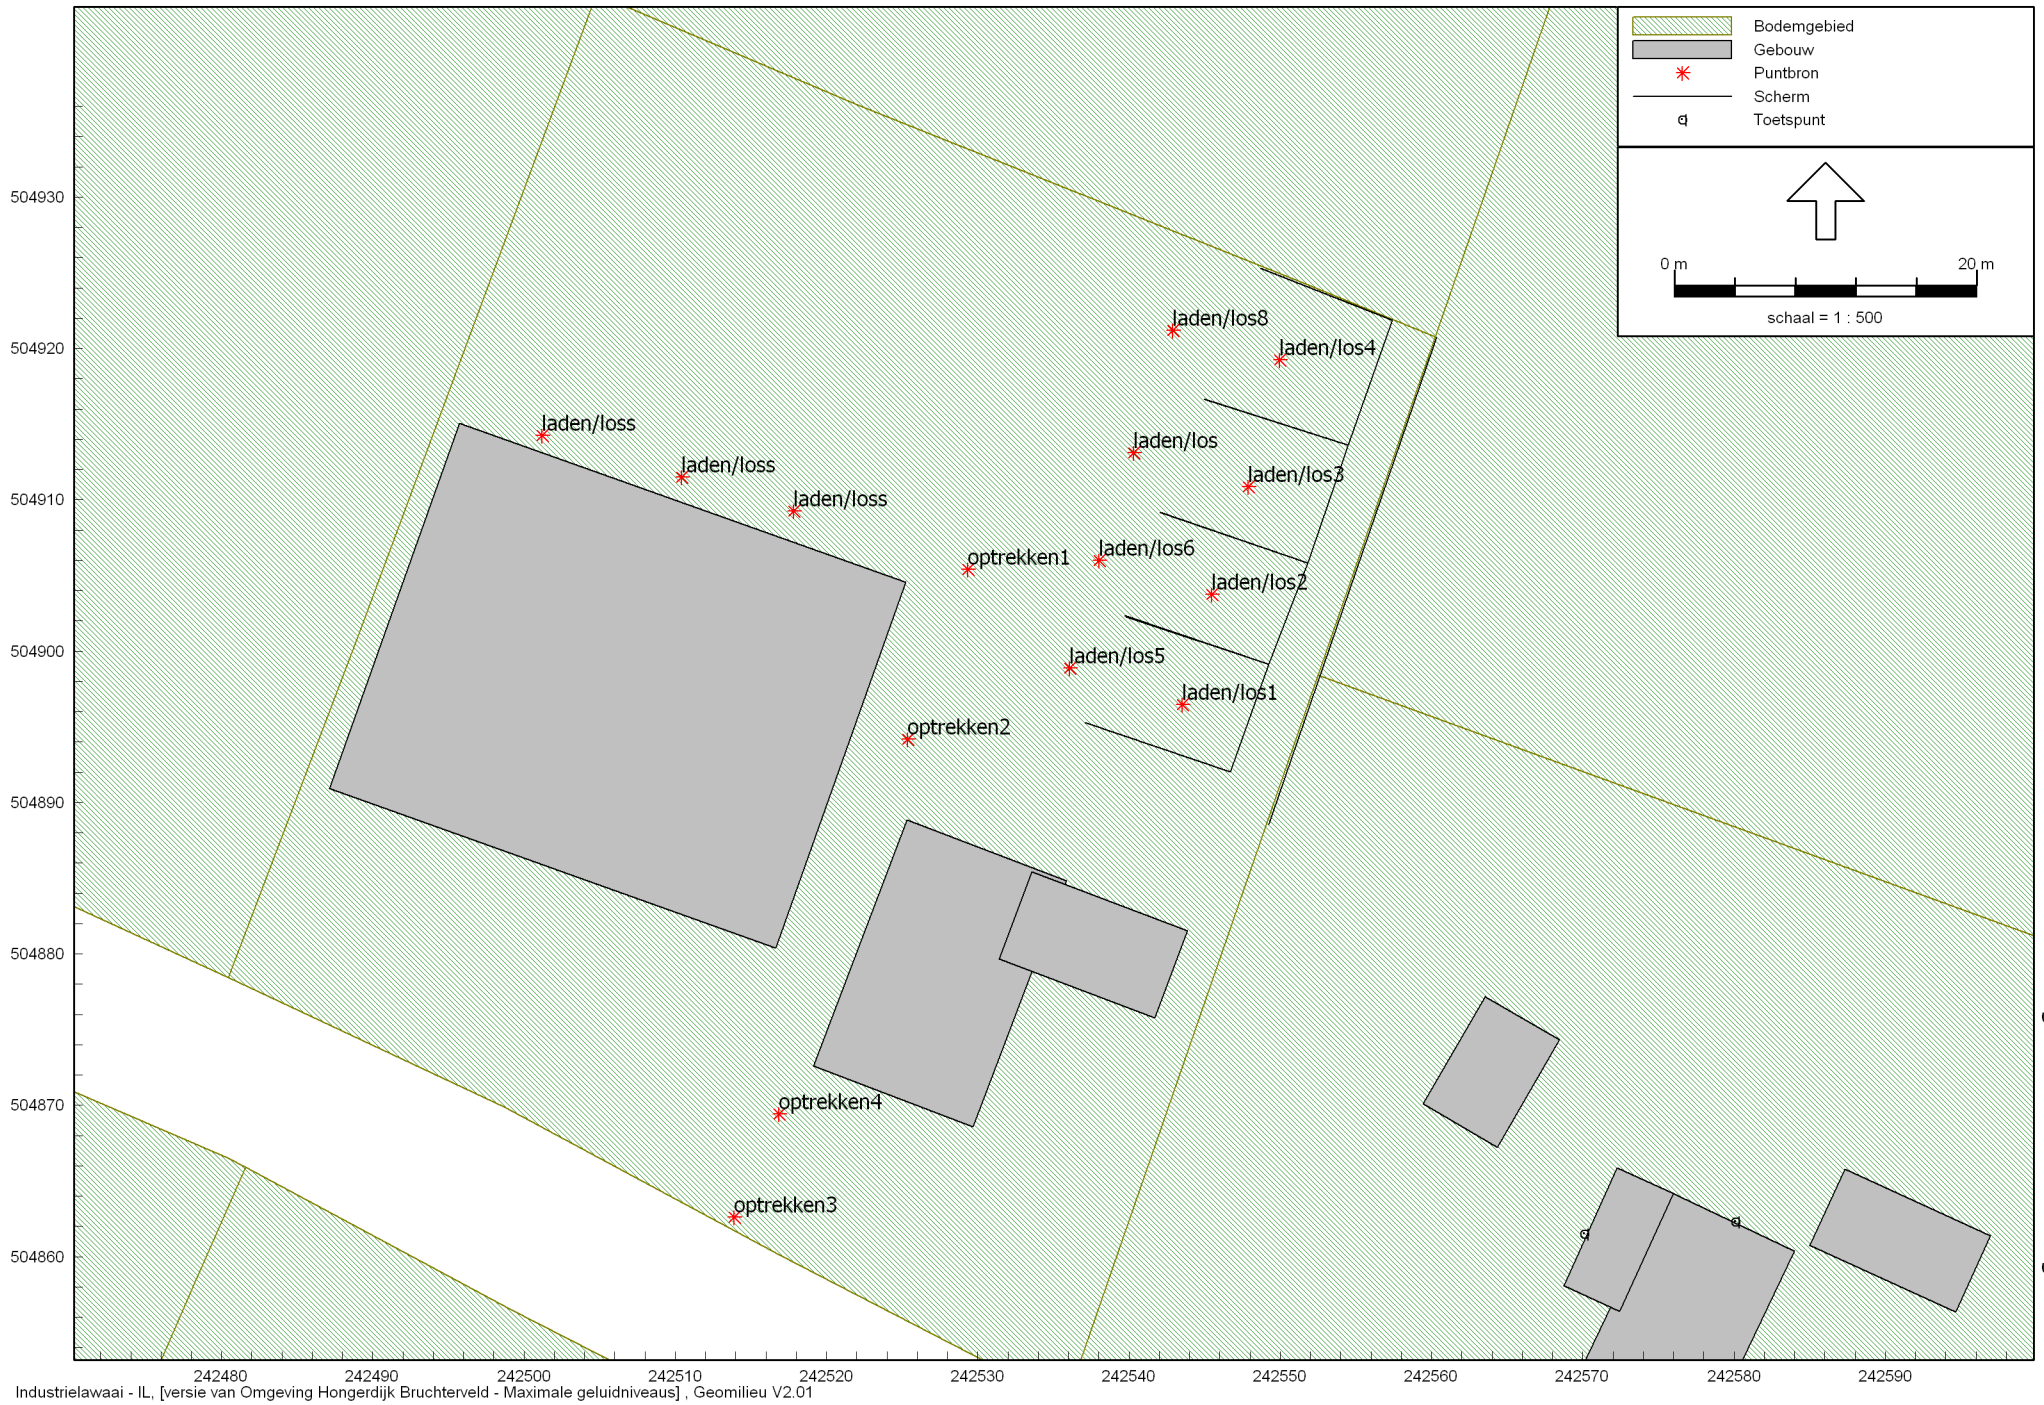 Bodemgebied
Gebouw
Puntbron
Scherm
Toetspunt
0 m 20 m
schaal = 1 : 500
504930
504920
504910
504900
504890
504880
504870
504860
laden/los8
laden/los4
laden/loss
laden/los
laden/loss
laden/los3
laden/loss
laden/los6
optrekken1
laden/los2
laden/los5
laden/los1
optrekken2
optrekken4
optrekken3
242480 242490 242500 242510 242520 242530 242540 242550 242560 242570 242580 242590
Industrielawaai - IL, [versie van Omgeving Hongerdijk Bruchterveld - Maximale geluidniveaus] , Geomilieu V2.01